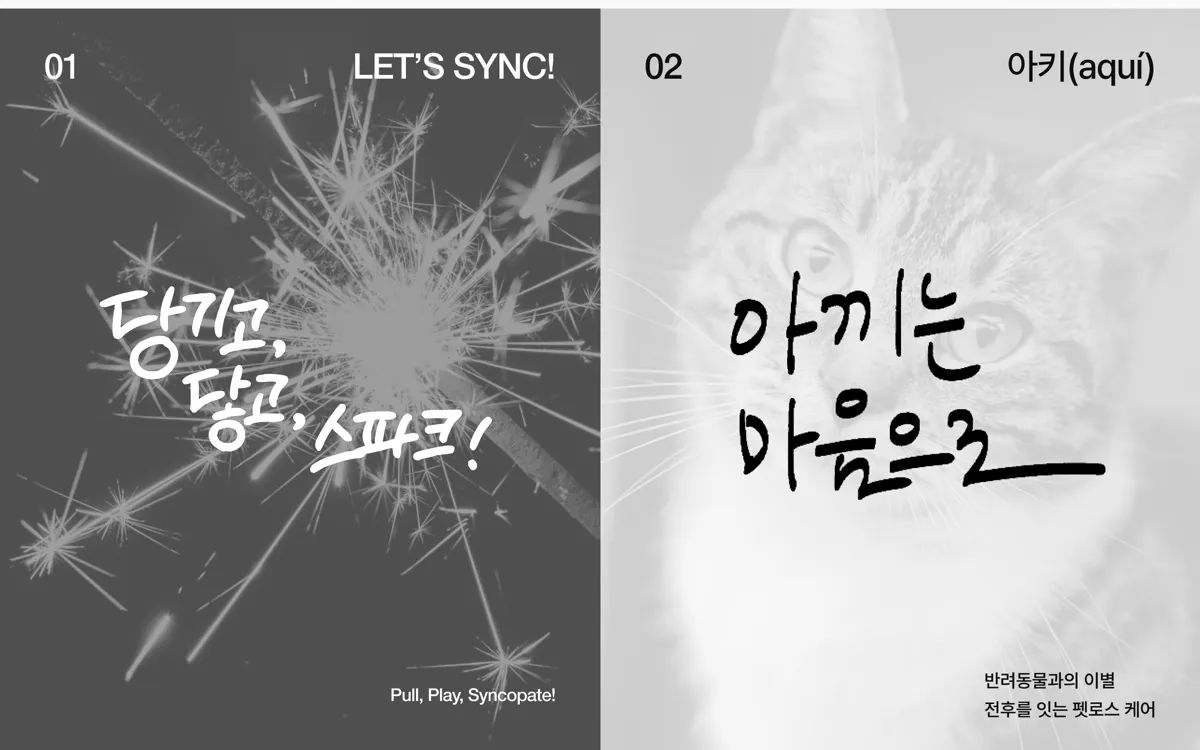 01
LET’S SYNC!
당기고,
닿고, 스파크!
Pull, Play, Syncopate!
02
아키(aquí)
아끼는
마음으로
반려동물과의 이별
전후를 잇는 펫로스 케어